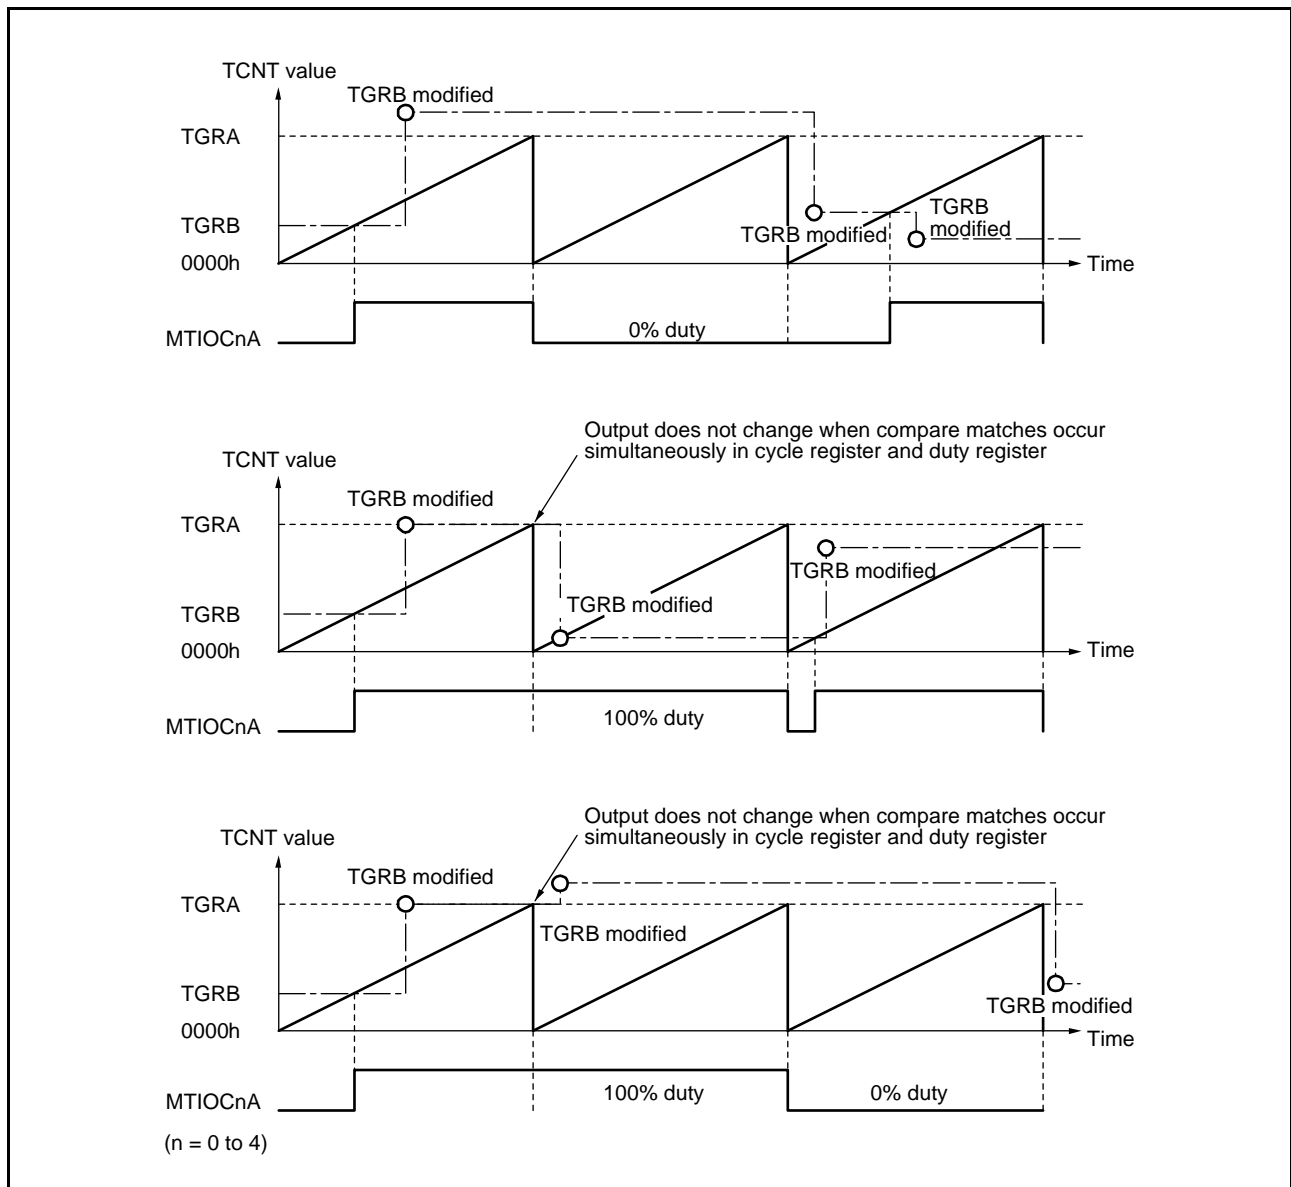 TCNT value
TGRB modified
TGRA
TGRB
TGRB modified
TGRB
modified
0000h
Time
0% duty
MTIOCnA
Output does not change when compare matches occur
simultaneously in cycle register and duty register
TCNT value
TGRB modified
TGRA
TGRB modified
TGRB modified
TGRB
0000h
Time
100% duty
MTIOCnA
Output does not change when compare matches occur
simultaneously in cycle register and duty register
TCNT value
TGRB modified
TGRA
TGRB modified
TGRB
TGRB modified
0000h
Time
100% duty
0% duty
MTIOCnA
(n = 0 to 4)